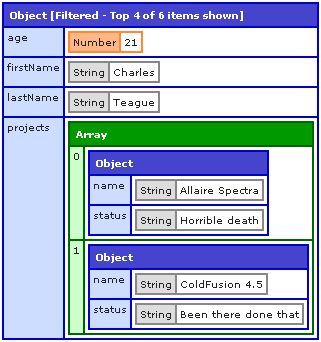 Object [Filtered - Top 4 of 6 items shown]
age Number 21
firstName String Charles
lastName String Teague
projects Array
0 Object
name String Allaire Spectra
status String Horrible death
1 Object
name String ColdFusion 4.5
status String Been there done that